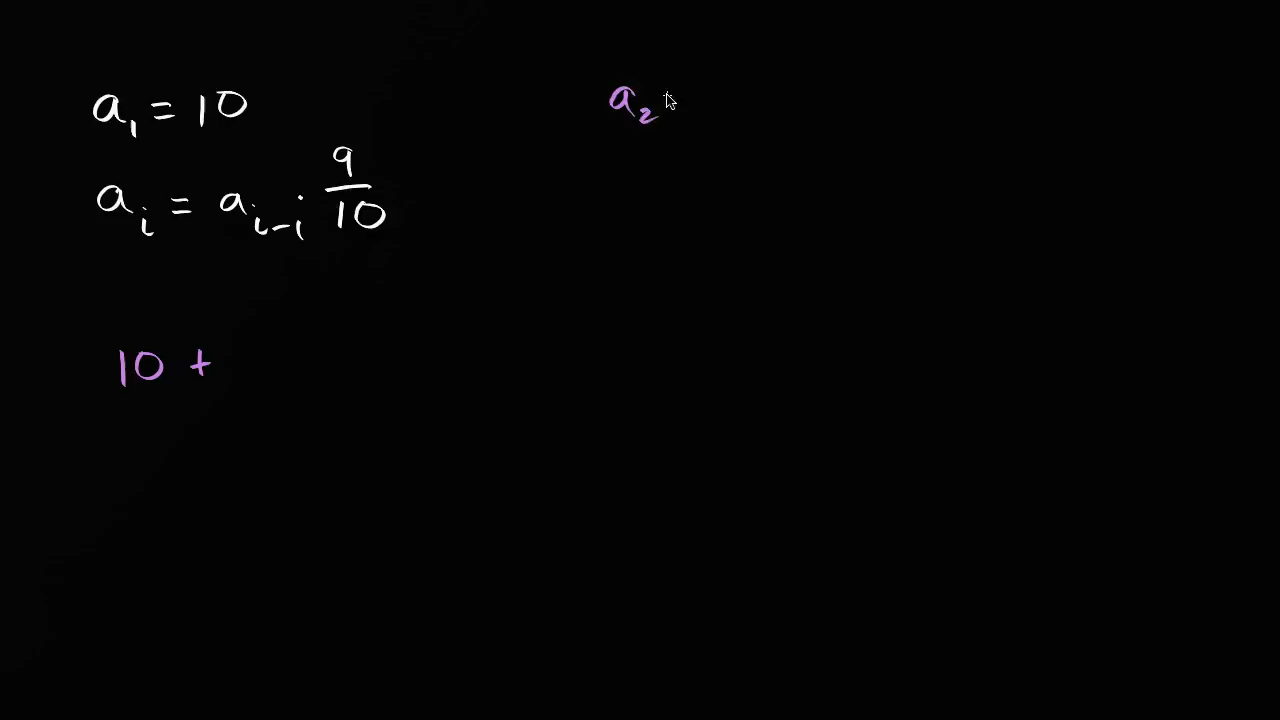 a₁ = 10
aᵢ = aᵢ₋₁ · 9/10
10 +
a₂